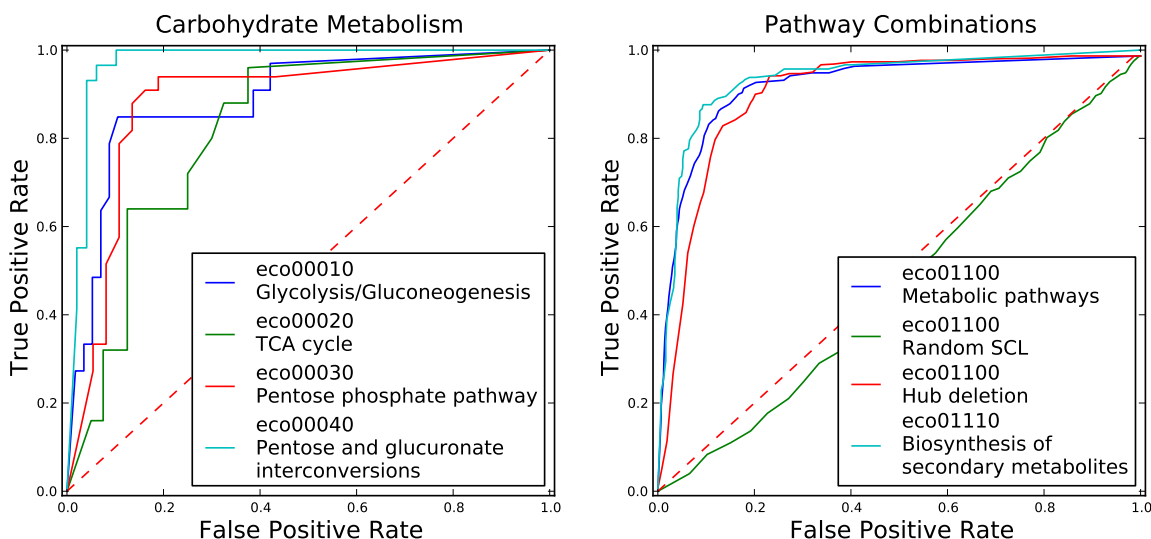 Carbohydrate Metabolism
True Positive Rate
1.0
0.8
0.6
0.4
0.2
0.0
0.0
0.2
0.4
0.6
0.8
1.0
False Positive Rate
eco00010
Glycolysis/Gluconeogenesis
eco00020
TCA cycle
eco00030
Pentose phosphate pathway
eco00040
Pentose and glucuronate
interconversions
Pathway Combinations
True Positive Rate
1.0
0.8
0.6
0.4
0.2
0.0
0.0
0.2
0.4
0.6
0.8
1.0
False Positive Rate
eco01100
Metabolic pathways
eco01100
Random SCL
eco01100
Hub deletion
eco01110
Biosynthesis of
secondary metabolites